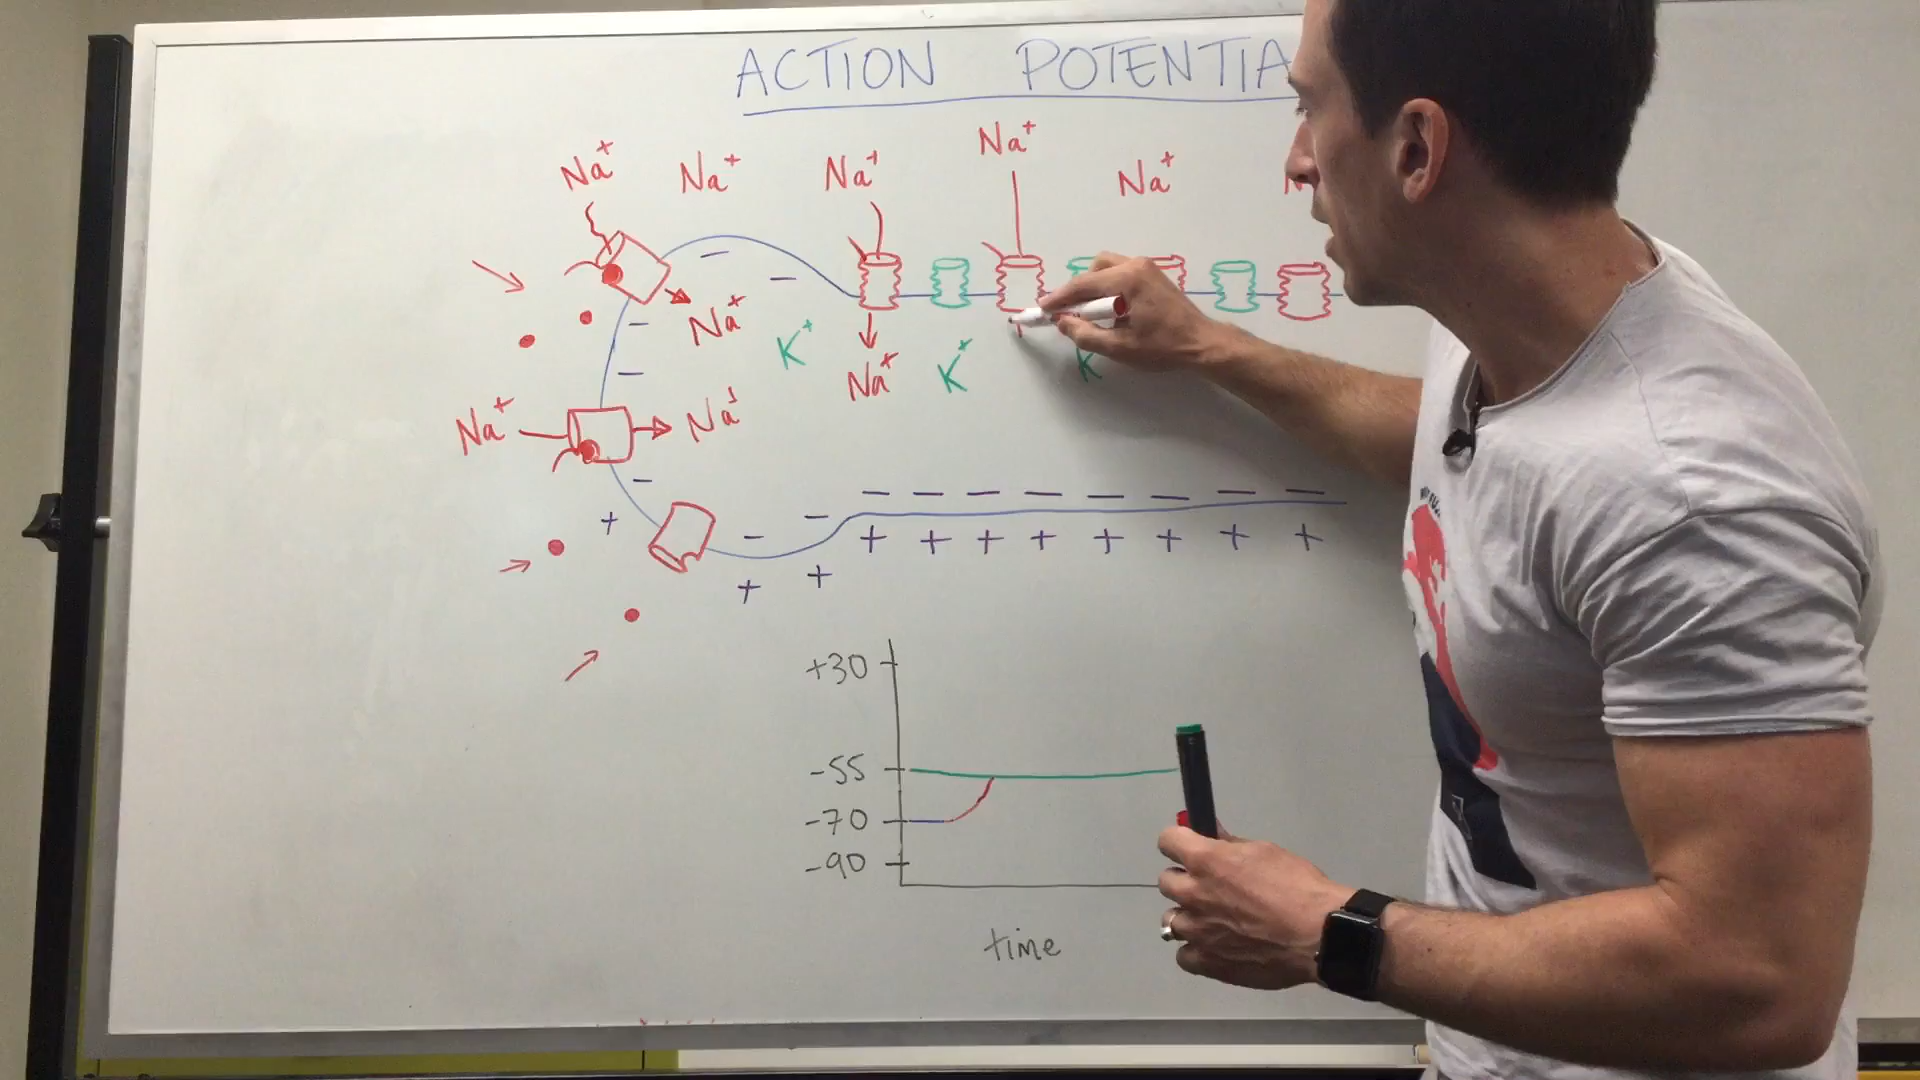 ACTION POTENTIA
Na+ Na+ Na+ Na+ Na+
Na+
K+ Na+ K+ K
Na+ Na+
− − − − − − − −
+ + + + + + + +
+30
-55
-70
-90
time